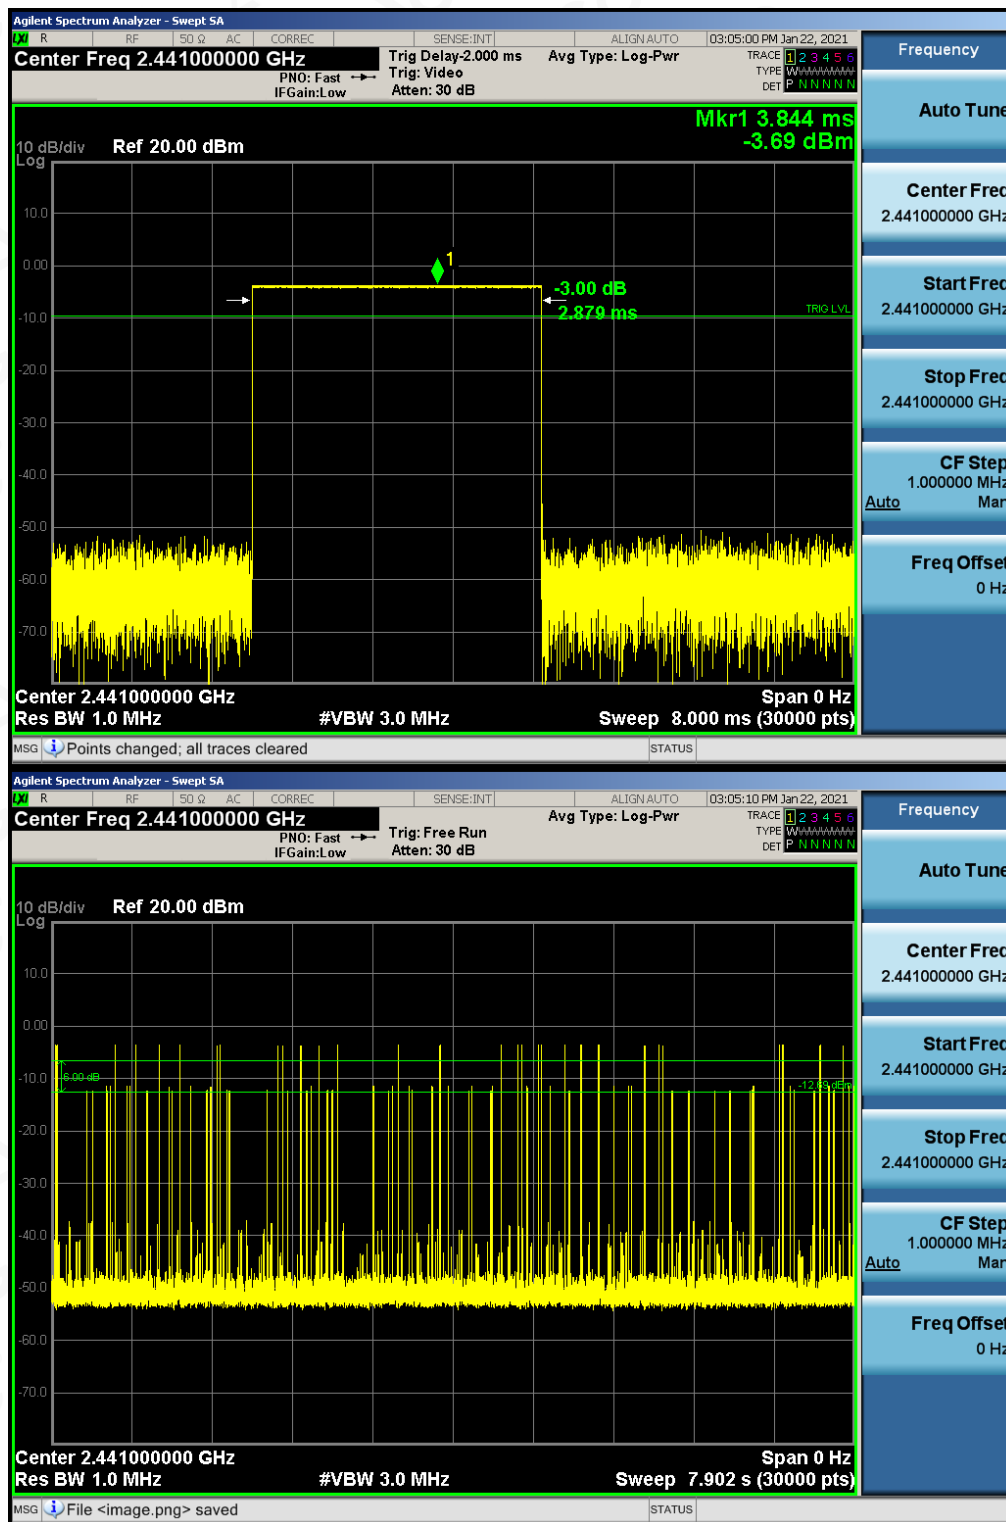 Agilent Spectrum Analyzer - Swept SA
LXI R RF 50 Ω AC CORREC SENSE:INT ALIGN AUTO 03:05:00 PM Jan 22, 2021
Center Freq 2.441000000 GHz Trig Delay-2.000 ms Avg Type: Log-Pwr TRACE 1 2 3 4 5 6
PNO: Fast Trig: Video TYPE W
IFGain:Low Atten: 30 dB DET P N N N N N
Frequency
Auto Tune
Mkr1 3.844 ms
-3.69 dBm
10 dB/div Ref 20.00 dBm
Log
Center Freq
2.441000000 GHz
10.0
0.00
1
-3.00 dB
2.879 ms
Start Freq
2.441000000 GHz
TRIG LVL
-10.0
-20.0
Stop Freq
2.441000000 GHz
-30.0
-40.0
CF Step
1.000000 MHz
Auto Man
-50.0
Freq Offset
0 Hz
-60.0
-70.0
Center 2.441000000 GHz Span 0 Hz
Res BW 1.0 MHz #VBW 3.0 MHz Sweep 8.000 ms (30000 pts)
MSG Points changed; all traces cleared STATUS
Agilent Spectrum Analyzer - Swept SA
LXI R RF 50 Ω AC CORREC SENSE:INT ALIGN AUTO 03:05:10 PM Jan 22, 2021
Center Freq 2.441000000 GHz Avg Type: Log-Pwr TRACE 1 2 3 4 5 6
PNO: Fast Trig: Free Run TYPE W
IFGain:Low Atten: 30 dB DET P N N N N N
Frequency
Auto Tune
10 dB/div Ref 20.00 dBm
Log
Center Freq
2.441000000 GHz
10.0
0.00
Start Freq
2.441000000 GHz
-10.0
6.00 dB
-12.69 dBm
-20.0
Stop Freq
2.441000000 GHz
-30.0
-40.0
CF Step
1.000000 MHz
Auto Man
-50.0
Freq Offset
0 Hz
-60.0
-70.0
Center 2.441000000 GHz Span 0 Hz
Res BW 1.0 MHz #VBW 3.0 MHz Sweep 7.902 s (30000 pts)
MSG File <image.png> saved STATUS